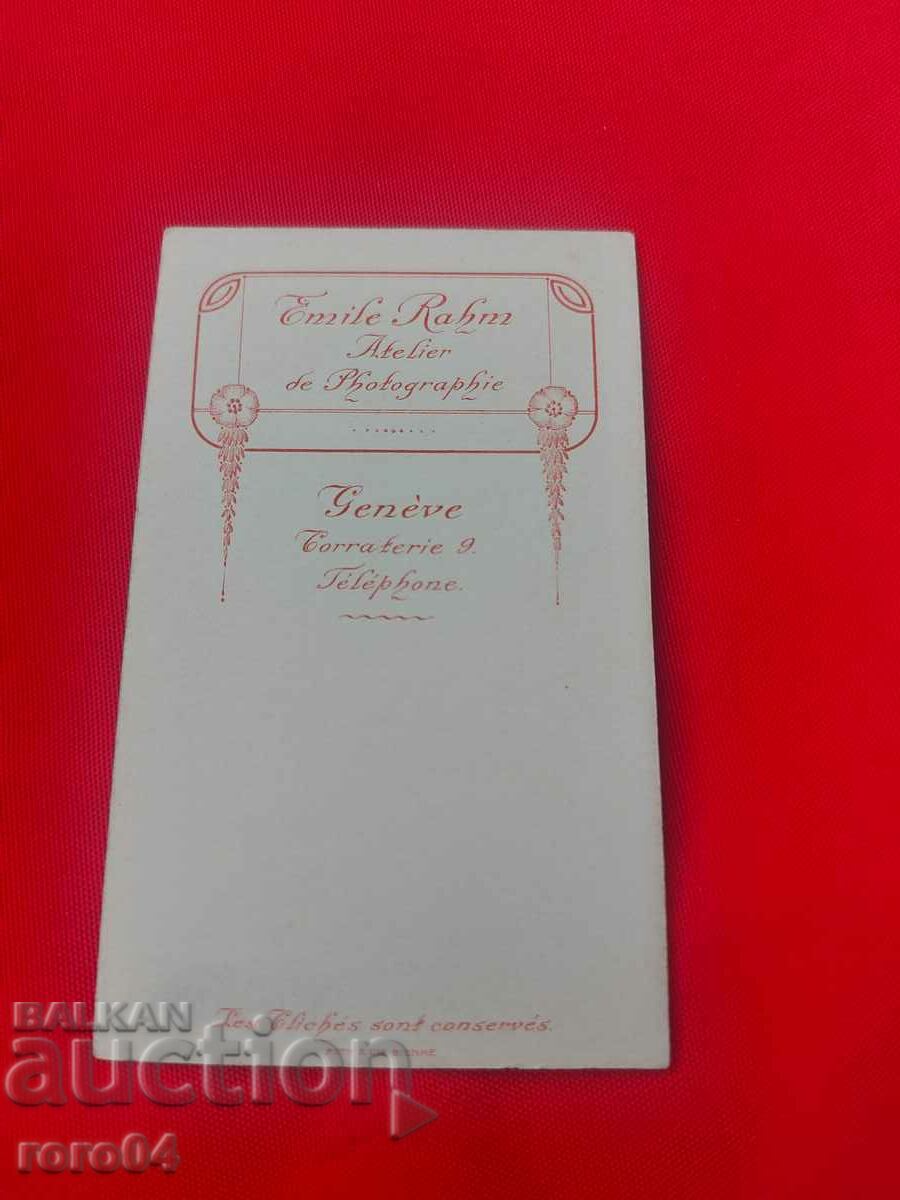 Emile Rahm
Atelier
de Photographie
Genève
Corraterie 9.
Téléphone.
Les Clichés sont conservés.
BALKAN
auction
roro04